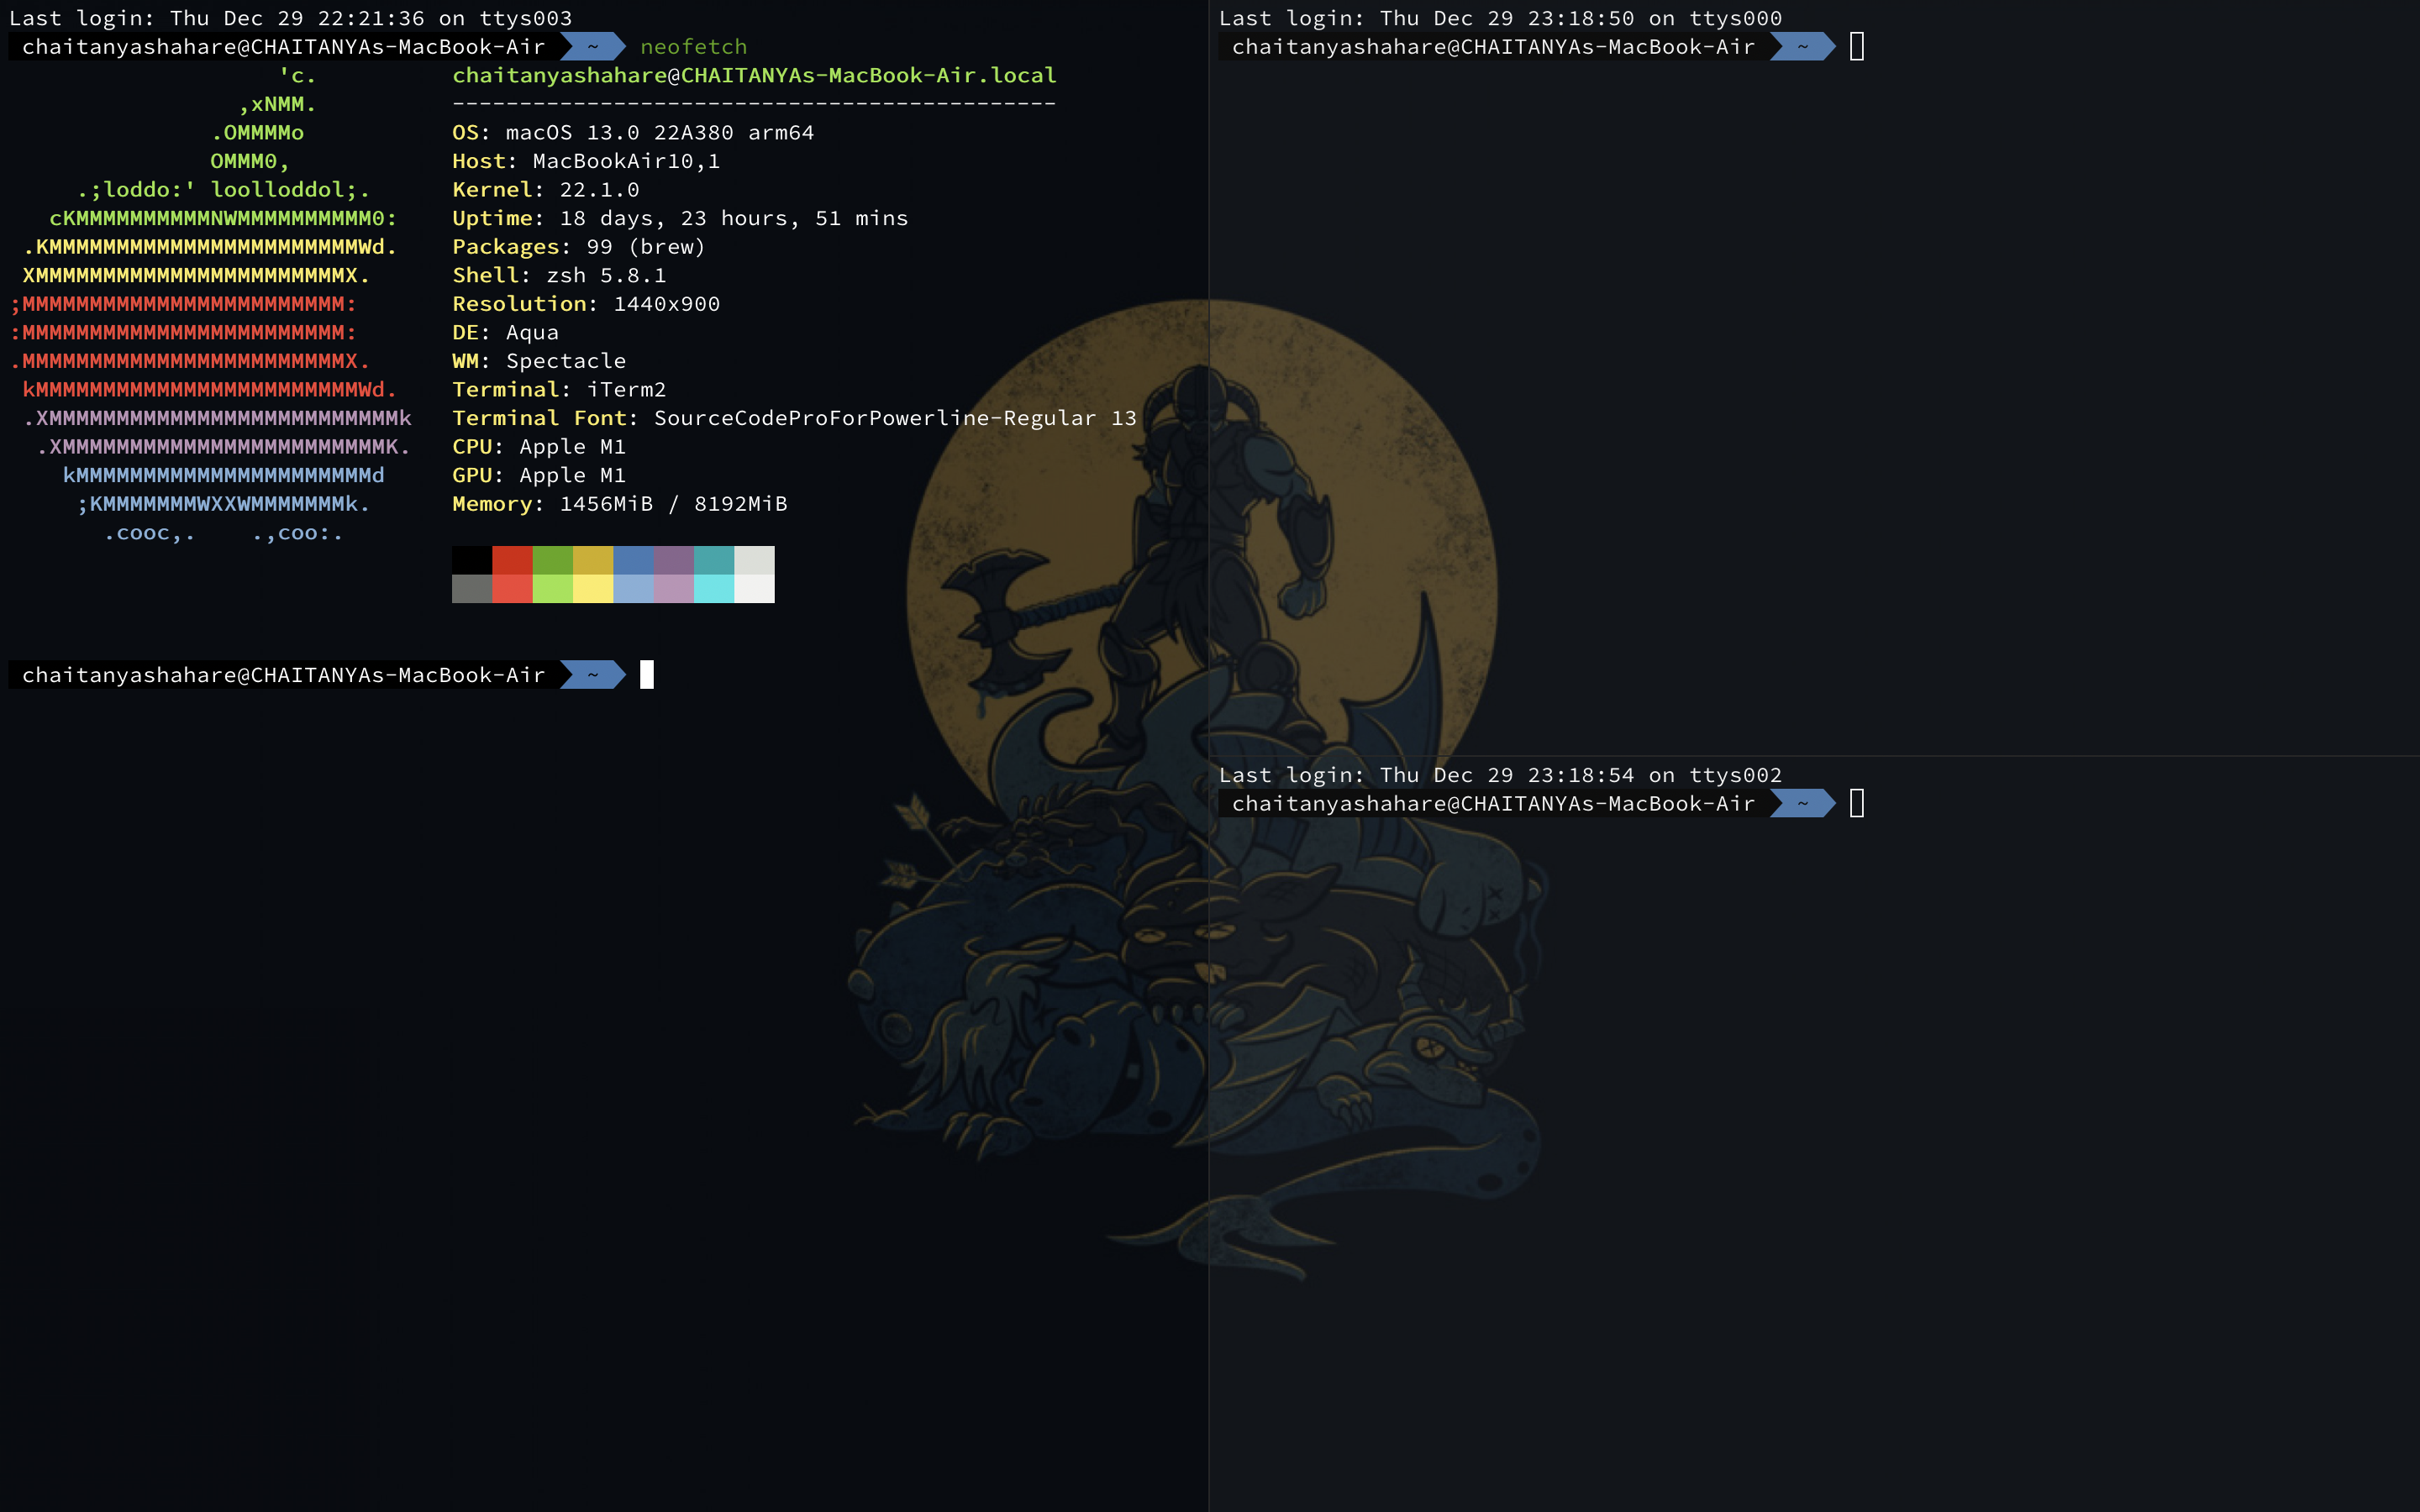 Last login: Thu Dec 29 22:21:36 on ttys003
chaitanyashahare@CHAITANYAs-MacBook-Air ~ neofetch
                    'c.          chaitanyashahare@CHAITANYAs-MacBook-Air.local
                 ,xNMM.          ---------------------------------------------
               .OMMMMo           OS: macOS 13.0 22A380 arm64
               OMMM0,            Host: MacBookAir10,1
     .;loddo:' loolloddol;.      Kernel: 22.1.0
   cKMMMMMMMMMMNWMMMMMMMMMM0:    Uptime: 18 days, 23 hours, 51 mins
 .KMMMMMMMMMMMMMMMMMMMMMMMWd.    Packages: 99 (brew)
 XMMMMMMMMMMMMMMMMMMMMMMMX.      Shell: zsh 5.8.1
;MMMMMMMMMMMMMMMMMMMMMMMM:       Resolution: 1440x900
:MMMMMMMMMMMMMMMMMMMMMMMM:       DE: Aqua
.MMMMMMMMMMMMMMMMMMMMMMMMX.      WM: Spectacle
 kMMMMMMMMMMMMMMMMMMMMMMMMWd.    Terminal: iTerm2
 .XMMMMMMMMMMMMMMMMMMMMMMMMMMk   Terminal Font: SourceCodeProForPowerline-Regular 13
  .XMMMMMMMMMMMMMMMMMMMMMMMMK.   CPU: Apple M1
    kMMMMMMMMMMMMMMMMMMMMMMd     GPU: Apple M1
     ;KMMMMMMMWXXWMMMMMMMk.      Memory: 1456MiB / 8192MiB
       .cooc,.    .,coo:.
chaitanyashahare@CHAITANYAs-MacBook-Air ~
Last login: Thu Dec 29 23:18:50 on ttys000
chaitanyashahare@CHAITANYAs-MacBook-Air ~
Last login: Thu Dec 29 23:18:54 on ttys002
chaitanyashahare@CHAITANYAs-MacBook-Air ~